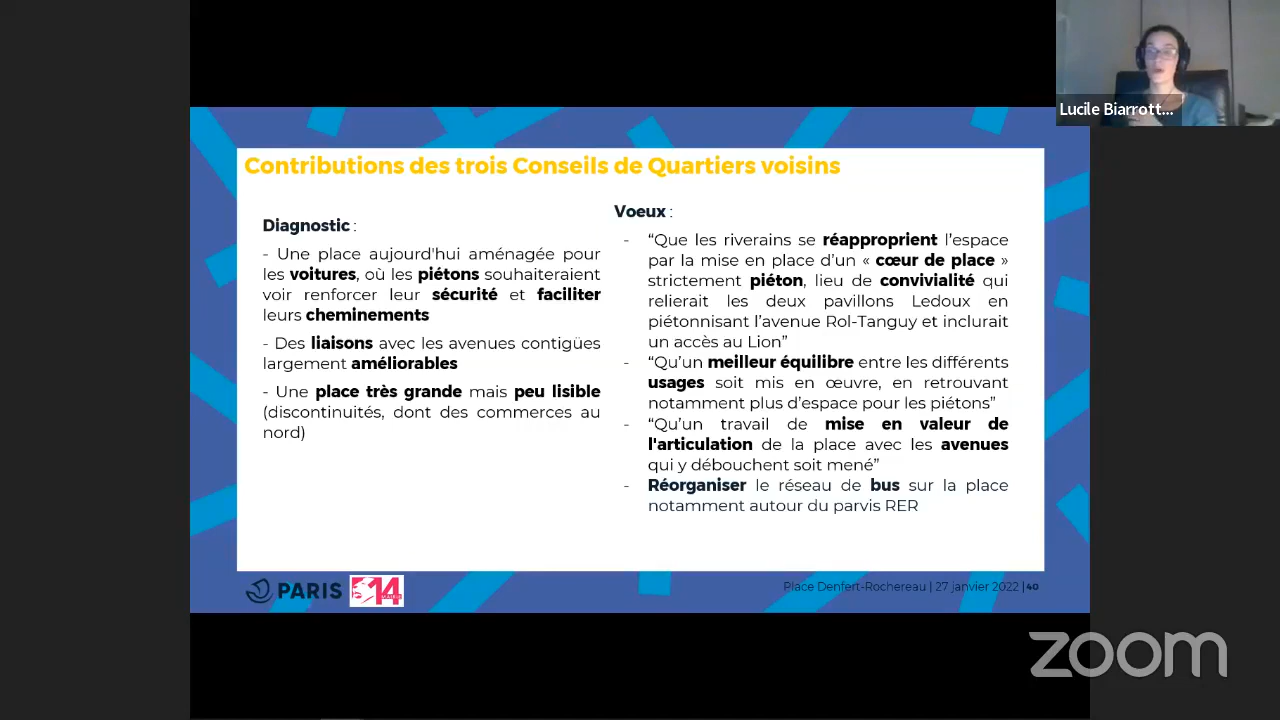 Lucile Biarrott...
Contributions des trois Conseils de Quartiers voisins
Diagnostic :
- Une place aujourd'hui aménagée pour
les voitures, où les piétons souhaiteraient
voir renforcer leur sécurité et faciliter
leurs cheminements
- Des liaisons avec les avenues contigües
largement améliorables
- Une place très grande mais peu lisible
(discontinuités, dont des commerces au
nord)
Voeux :
- “Que les riverains se réapproprient l’espace
par la mise en place d’un « cœur de place »
strictement piéton, lieu de convivialité qui
relierait les deux pavillons Ledoux en
piétonnisant l’avenue Rol-Tanguy et inclurait
un accès au Lion”
- “Qu’un meilleur équilibre entre les différents
usages soit mis en œuvre, en retrouvant
notamment plus d’espace pour les piétons”
- “Qu’un travail de mise en valeur de
l'articulation de la place avec les avenues
qui y débouchent soit mené”
- Réorganiser le réseau de bus sur la place
notamment autour du parvis RER
PARIS
14
Place Denfert-Rochereau | 27 janvier 2022 | 40
zoom